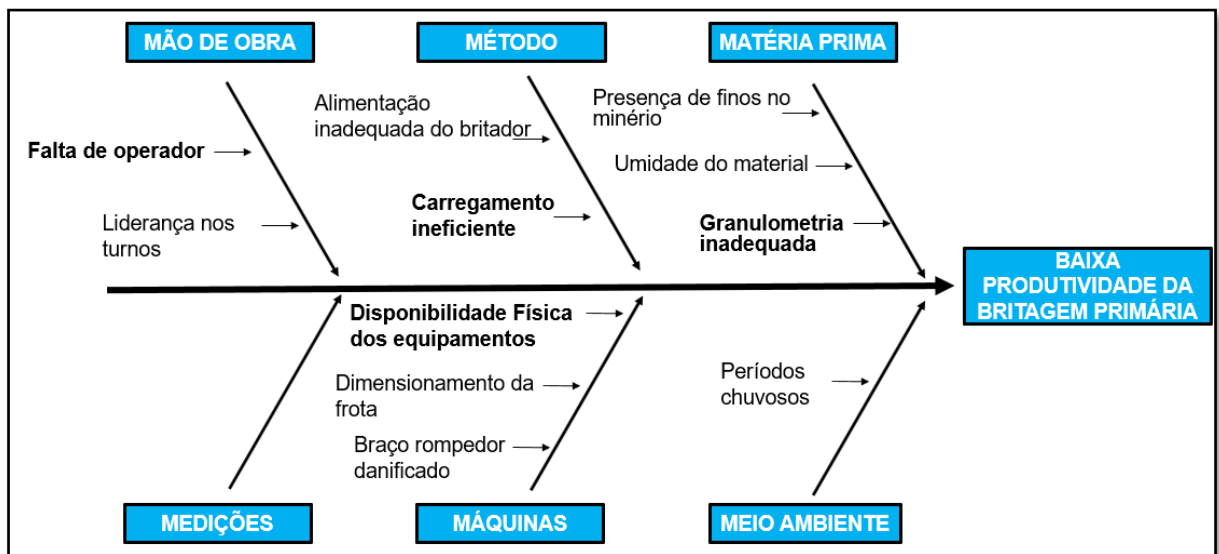 MÃO DE OBRA
MÉTODO
MATÉRIA PRIMA
Falta de operador
Liderança nos
turnos
Alimentação
inadequada do britador
Carregamento
ineficiente
Presença de finos no
minério
Umidade do material
Granulometria
inadequada
BAIXA
PRODUTIVIDADE DA
BRITAGEM PRIMÁRIA
Disponibilidade Física
dos equipamentos
Dimensionamento da
frota
Braço rompedor
danificado
Períodos
chuvosos
MEDIÇÕES
MÁQUINAS
MEIO AMBIENTE